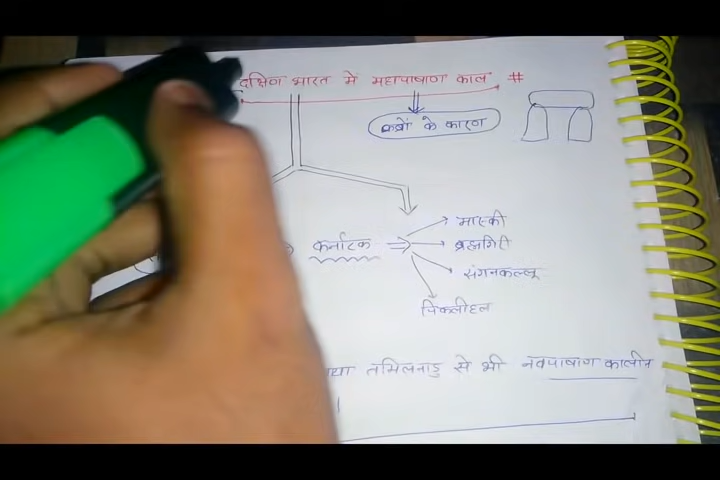 दक्षिण भारत में महापाषाण काल #
कब्रों के कारण
मास्की
कर्नाटक ⇒ ब्रह्मगिरी
संगनकल्लू
पिकलीहल
तमिलनाडु से भी नवपाषाण कालीन